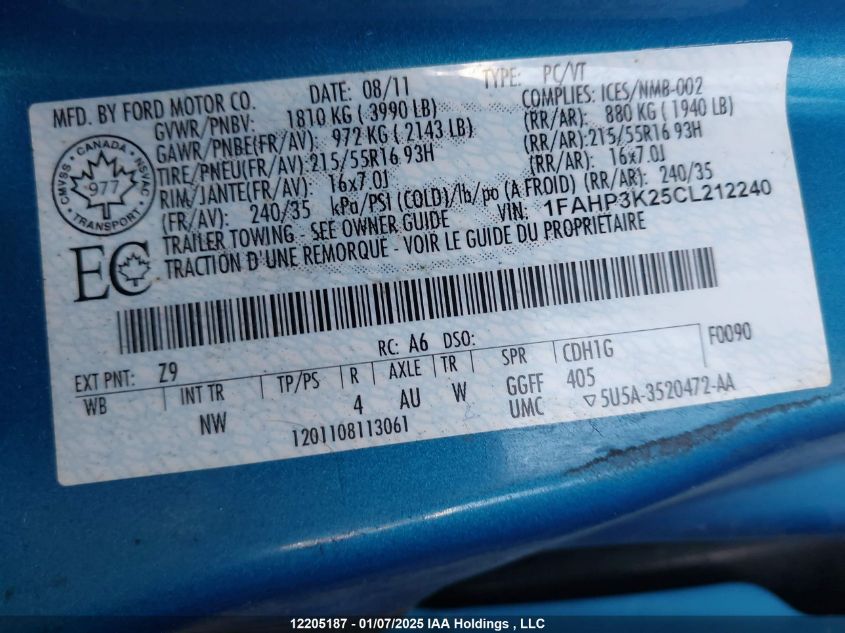 MFD. BY FORD MOTOR CO. DATE: 08/11 TYPE: PC/VT
GVWR/PNBV: 1810 KG ( 3990 LB) COMPLIES: ICES/NMB-002
GAWR/PNBE(FR/AV): 972 KG ( 2143 LB) (RR/AR): 880 KG ( 1940 LB)
TIRE/PNEU(FR/AV): 215/55R16 93H (RR/AR): 215/55R16 93H
RIM/JANTE(FR/AV): 16x7.0J (RR/AR): 16x7.0J
(FR/AV): 240/35 kPa/PSI (COLD)/lb/po (A FROID) (RR/AR): 240/35
VIN: 1FAHP3K25CL212240
TRAILER TOWING - SEE OWNER GUIDE
TRACTION D'UNE REMORQUE - VOIR LE GUIDE DU PROPRIÉTAIRE
CANADA
CMVSS NSVAC
977
TRANSPORT
EC
RC: A6 DSO: F0090
EXT PNT: Z9
WB INT TR TP/PS R AXLE TR SPR CDH1G
NW 4 AU W GGFF 405
1201108113061 UMC ▽5U5A-3520472-AA
12205187 - 01/07/2025 IAA Holdings , LLC